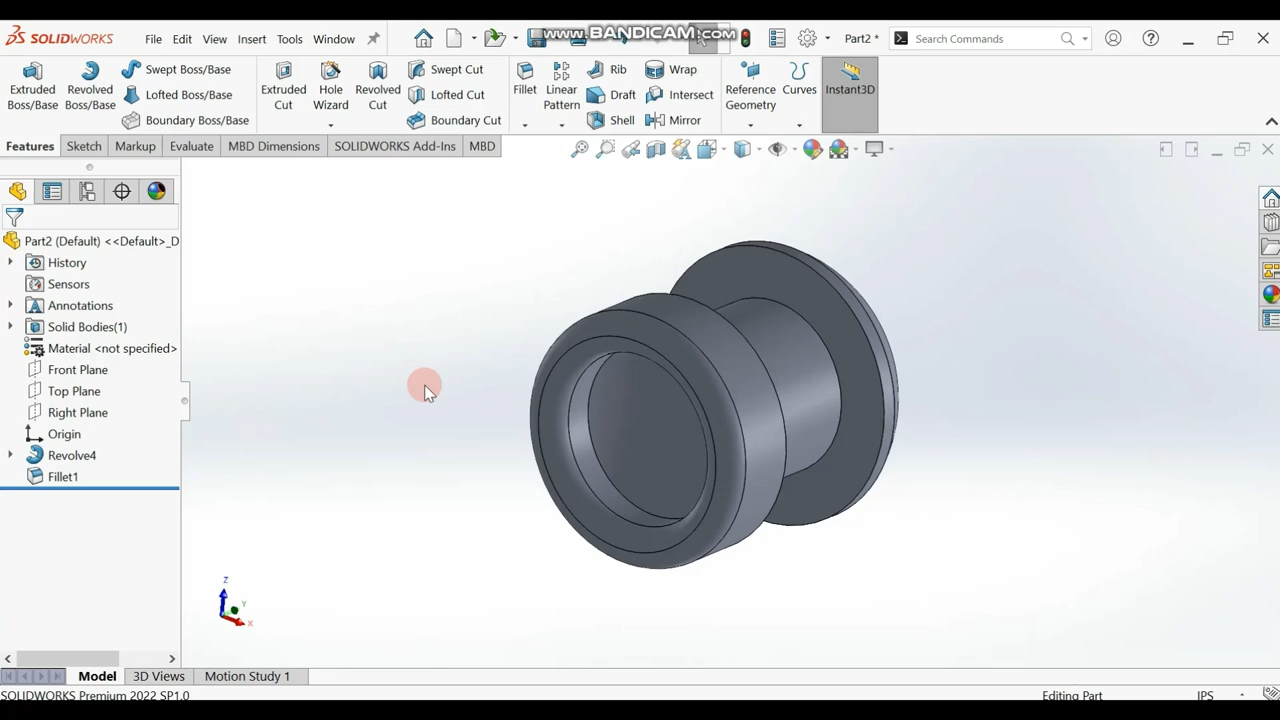 SOLIDWORKS
File Edit View Insert Tools Window
www.BANDICAM.com
Part2 *
Search Commands
Extruded Boss/Base
Revolved Boss/Base
Swept Boss/Base
Lofted Boss/Base
Boundary Boss/Base
Extruded Cut
Hole Wizard
Revolved Cut
Swept Cut
Lofted Cut
Boundary Cut
Fillet
Linear Pattern
Rib
Draft
Shell
Wrap
Intersect
Mirror
Reference Geometry
Curves
Instant3D
Features Sketch Markup Evaluate MBD Dimensions SOLIDWORKS Add-Ins MBD
Part2 (Default) <<Default>_D
History
Sensors
Annotations
Solid Bodies(1)
Material <not specified>
Front Plane
Top Plane
Right Plane
Origin
Revolve4
Fillet1
Z
Y
X
Model 3D Views Motion Study 1
SOLIDWORKS Premium 2022 SP1.0
Editing Part
IPS